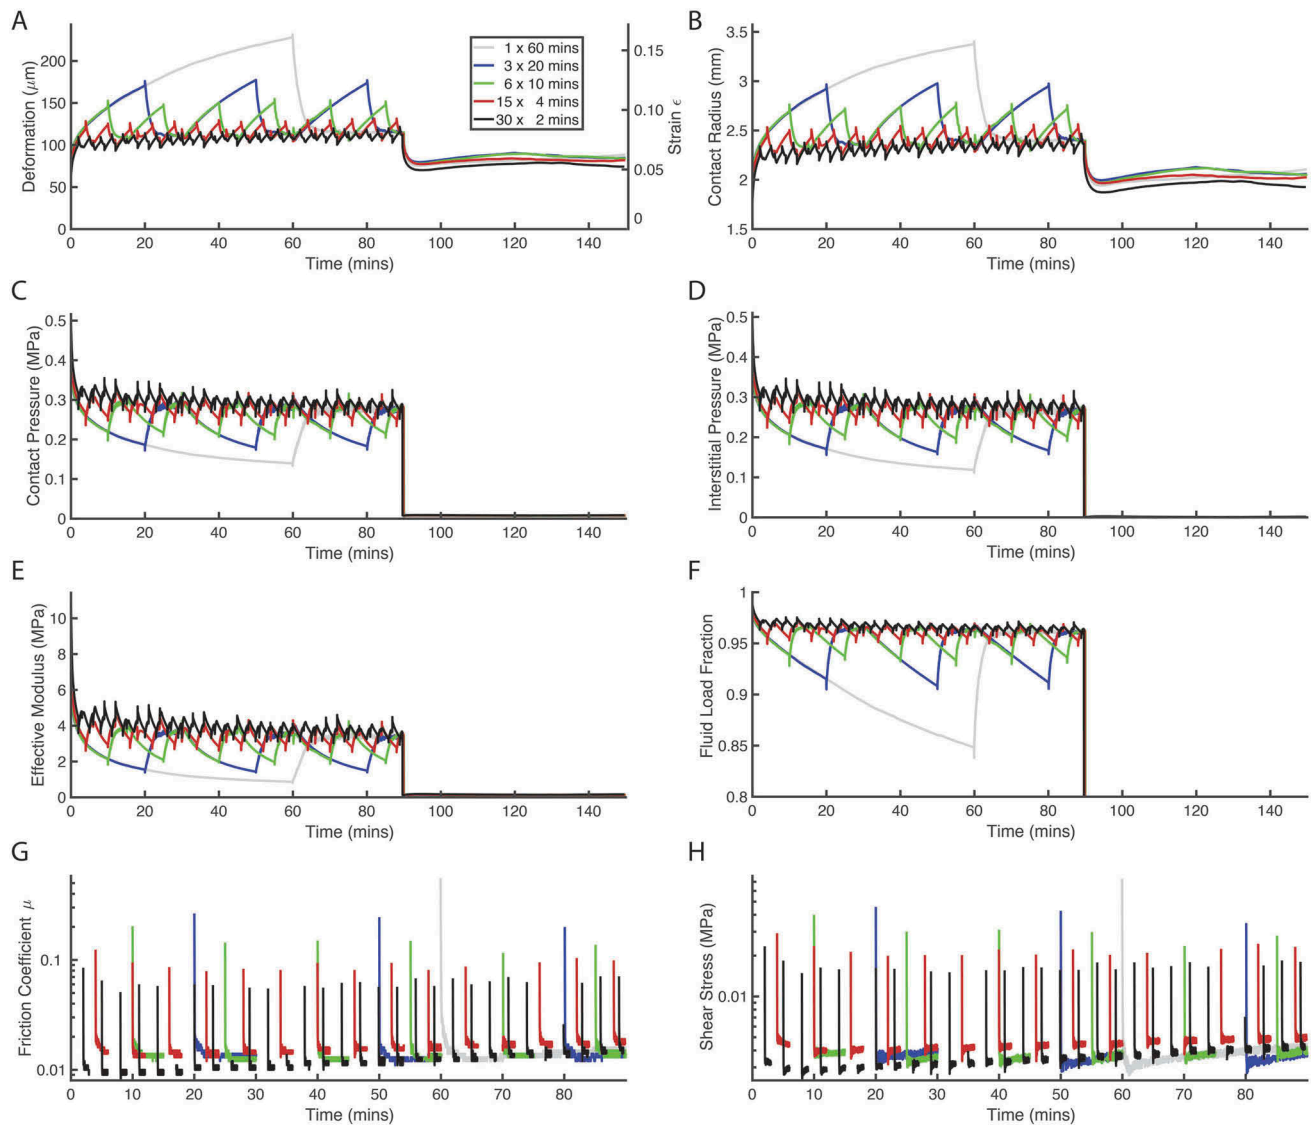 A
Deformation (μm)
200
150
100
50
0
0 20 40 60 80 100 120 140
Time (mins)
0.15
0.10
0.05
0
Strain ϵ
1 x 60 mins
3 x 20 mins
6 x 10 mins
15 x 4 mins
30 x 2 mins
B
Contact Radius (mm)
3.5
3
2.5
2
1.5
0 20 40 60 80 100 120 140
Time (mins)
C
Contact Pressure (MPa)
0.5
0.4
0.3
0.2
0.1
0
0 20 40 60 80 100 120 140
Time (mins)
D
Interstitial Pressure (MPa)
0.5
0.4
0.3
0.2
0.1
0
0 20 40 60 80 100 120 140
Time (mins)
E
Effective Modulus (MPa)
10
8
6
4
2
0
0 20 40 60 80 100 120 140
Time (mins)
F
Fluid Load Fraction
1
0.95
0.9
0.85
0.8
0 20 40 60 80 100 120 140
Time (mins)
G
Friction Coefficient μ
0.1
0.01
0 10 20 30 40 50 60 70 80
Time (mins)
H
Shear Stress (MPa)
0.01
0 10 20 30 40 50 60 70 80
Time (mins)